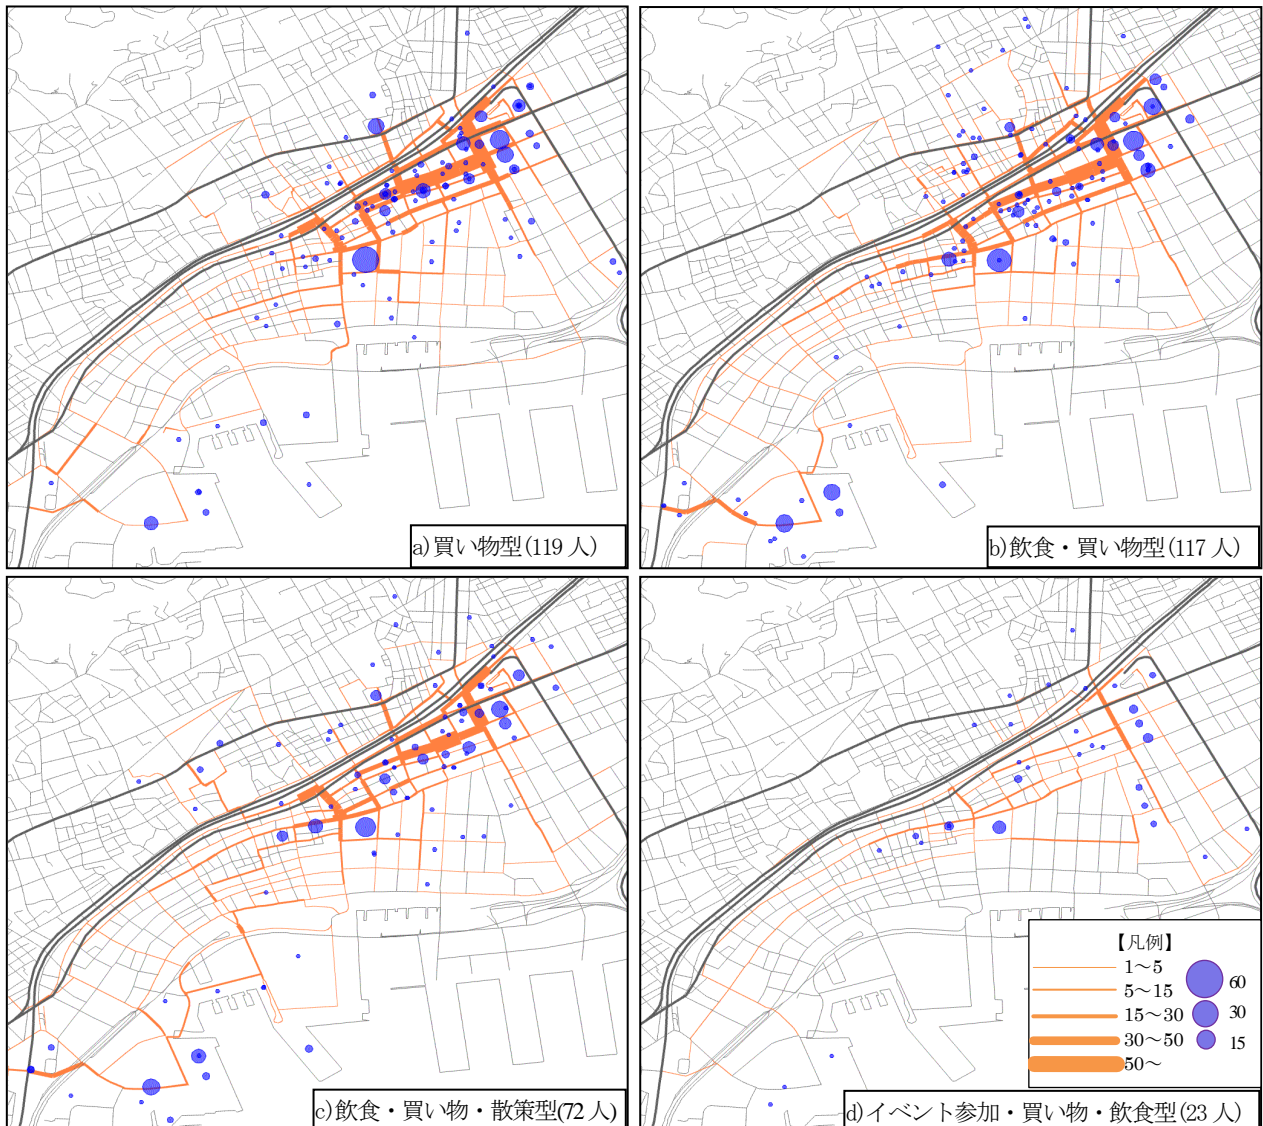 a)買い物型(119 人)
b)飲食・買い物型(117 人)
c)飲食・買い物・散策型(72 人)
d)イベント参加・買い物・飲食型(23 人)
【凡例】
1～5
5～15
15～30
30～50
50～
60
30
15